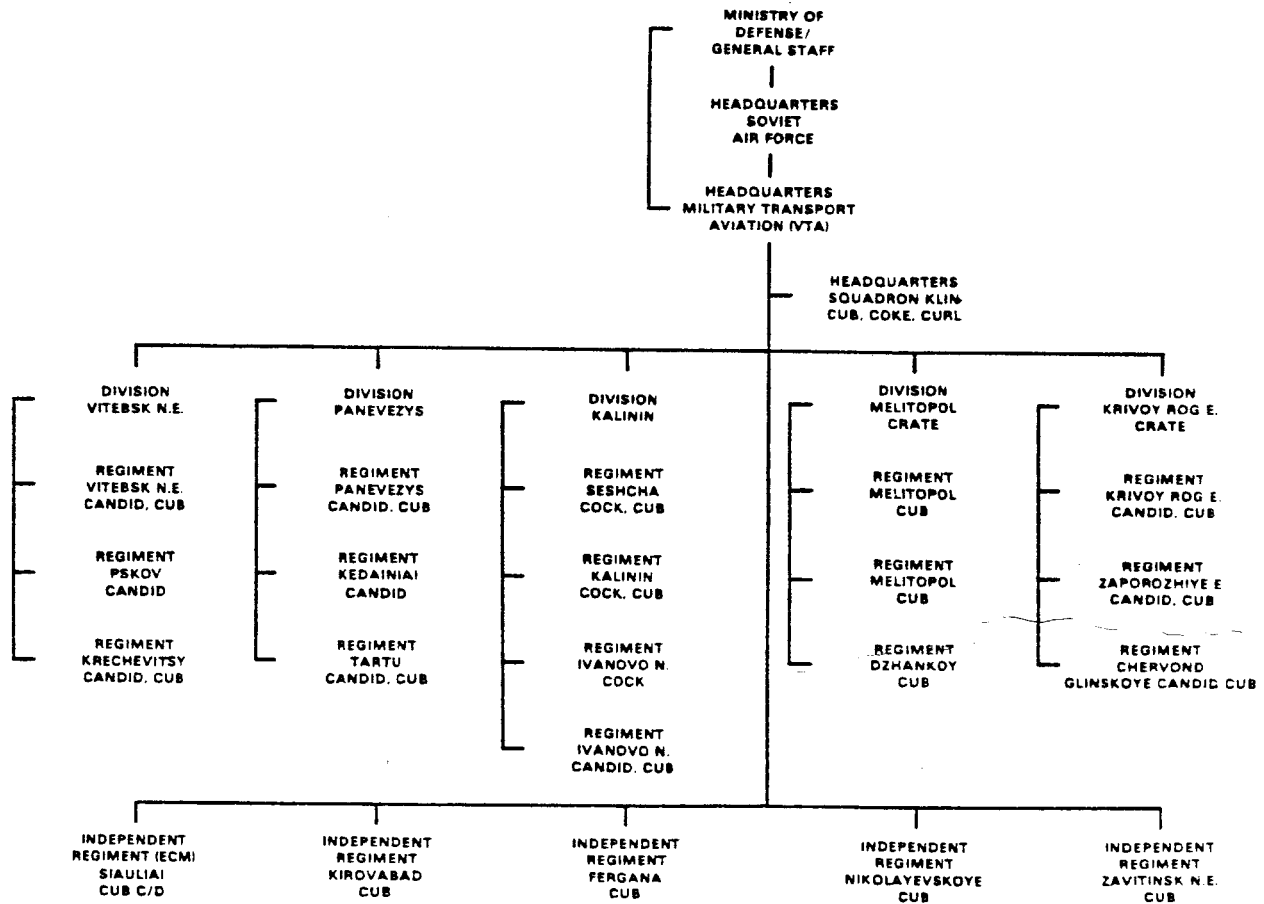 MINISTRY OF
DEFENSE/
GENERAL STAFF
HEADQUARTERS
SOVIET
AIR FORCE
HEADQUARTERS
MILITARY TRANSPORT
AVIATION (VTA)
HEADQUARTERS
SQUADRON KLIN-
CUB, COKE, CURL
DIVISION
VITEBSK N.E.
REGIMENT
VITEBSK N.E.
CANDID, CUB
REGIMENT
PSKOV
CANDID
REGIMENT
KRECHEVITSY
CANDID, CUB
DIVISION
PANEVEZYS
REGIMENT
PANEVEZYS
CANDID, CUB
REGIMENT
KEDAINIAI
CANDID
REGIMENT
TARTU
CANDID, CUB
DIVISION
KALININ
REGIMENT
SESHCHA
COCK, CUB
REGIMENT
KALININ
COCK, CUB
REGIMENT
IVANOVO N.
COCK
REGIMENT
IVANOVO N.
CANDID, CUB
DIVISION
MELITOPOL
CRATE
REGIMENT
MELITOPOL
CUB
REGIMENT
MELITOPOL
CUB
REGIMENT
DZHANKOY
CUB
DIVISION
KRIVOY ROG E.
CRATE
REGIMENT
KRIVOY ROG E.
CANDID, CUB
REGIMENT
ZAPOROZHIYE E
CANDID, CUB
REGIMENT
CHERVOND
GLINSKOYE CANDID CUB
INDEPENDENT
REGIMENT (ECM)
SIAULIAI
CUB C/D
INDEPENDENT
REGIMENT
KIROVABAD
CUB
INDEPENDENT
REGIMENT
FERGANA
CUB
INDEPENDENT
REGIMENT
NIKOLAYEVSKOYE
CUB
INDEPENDENT
REGIMENT
ZAVITINSK N.E.
CUB